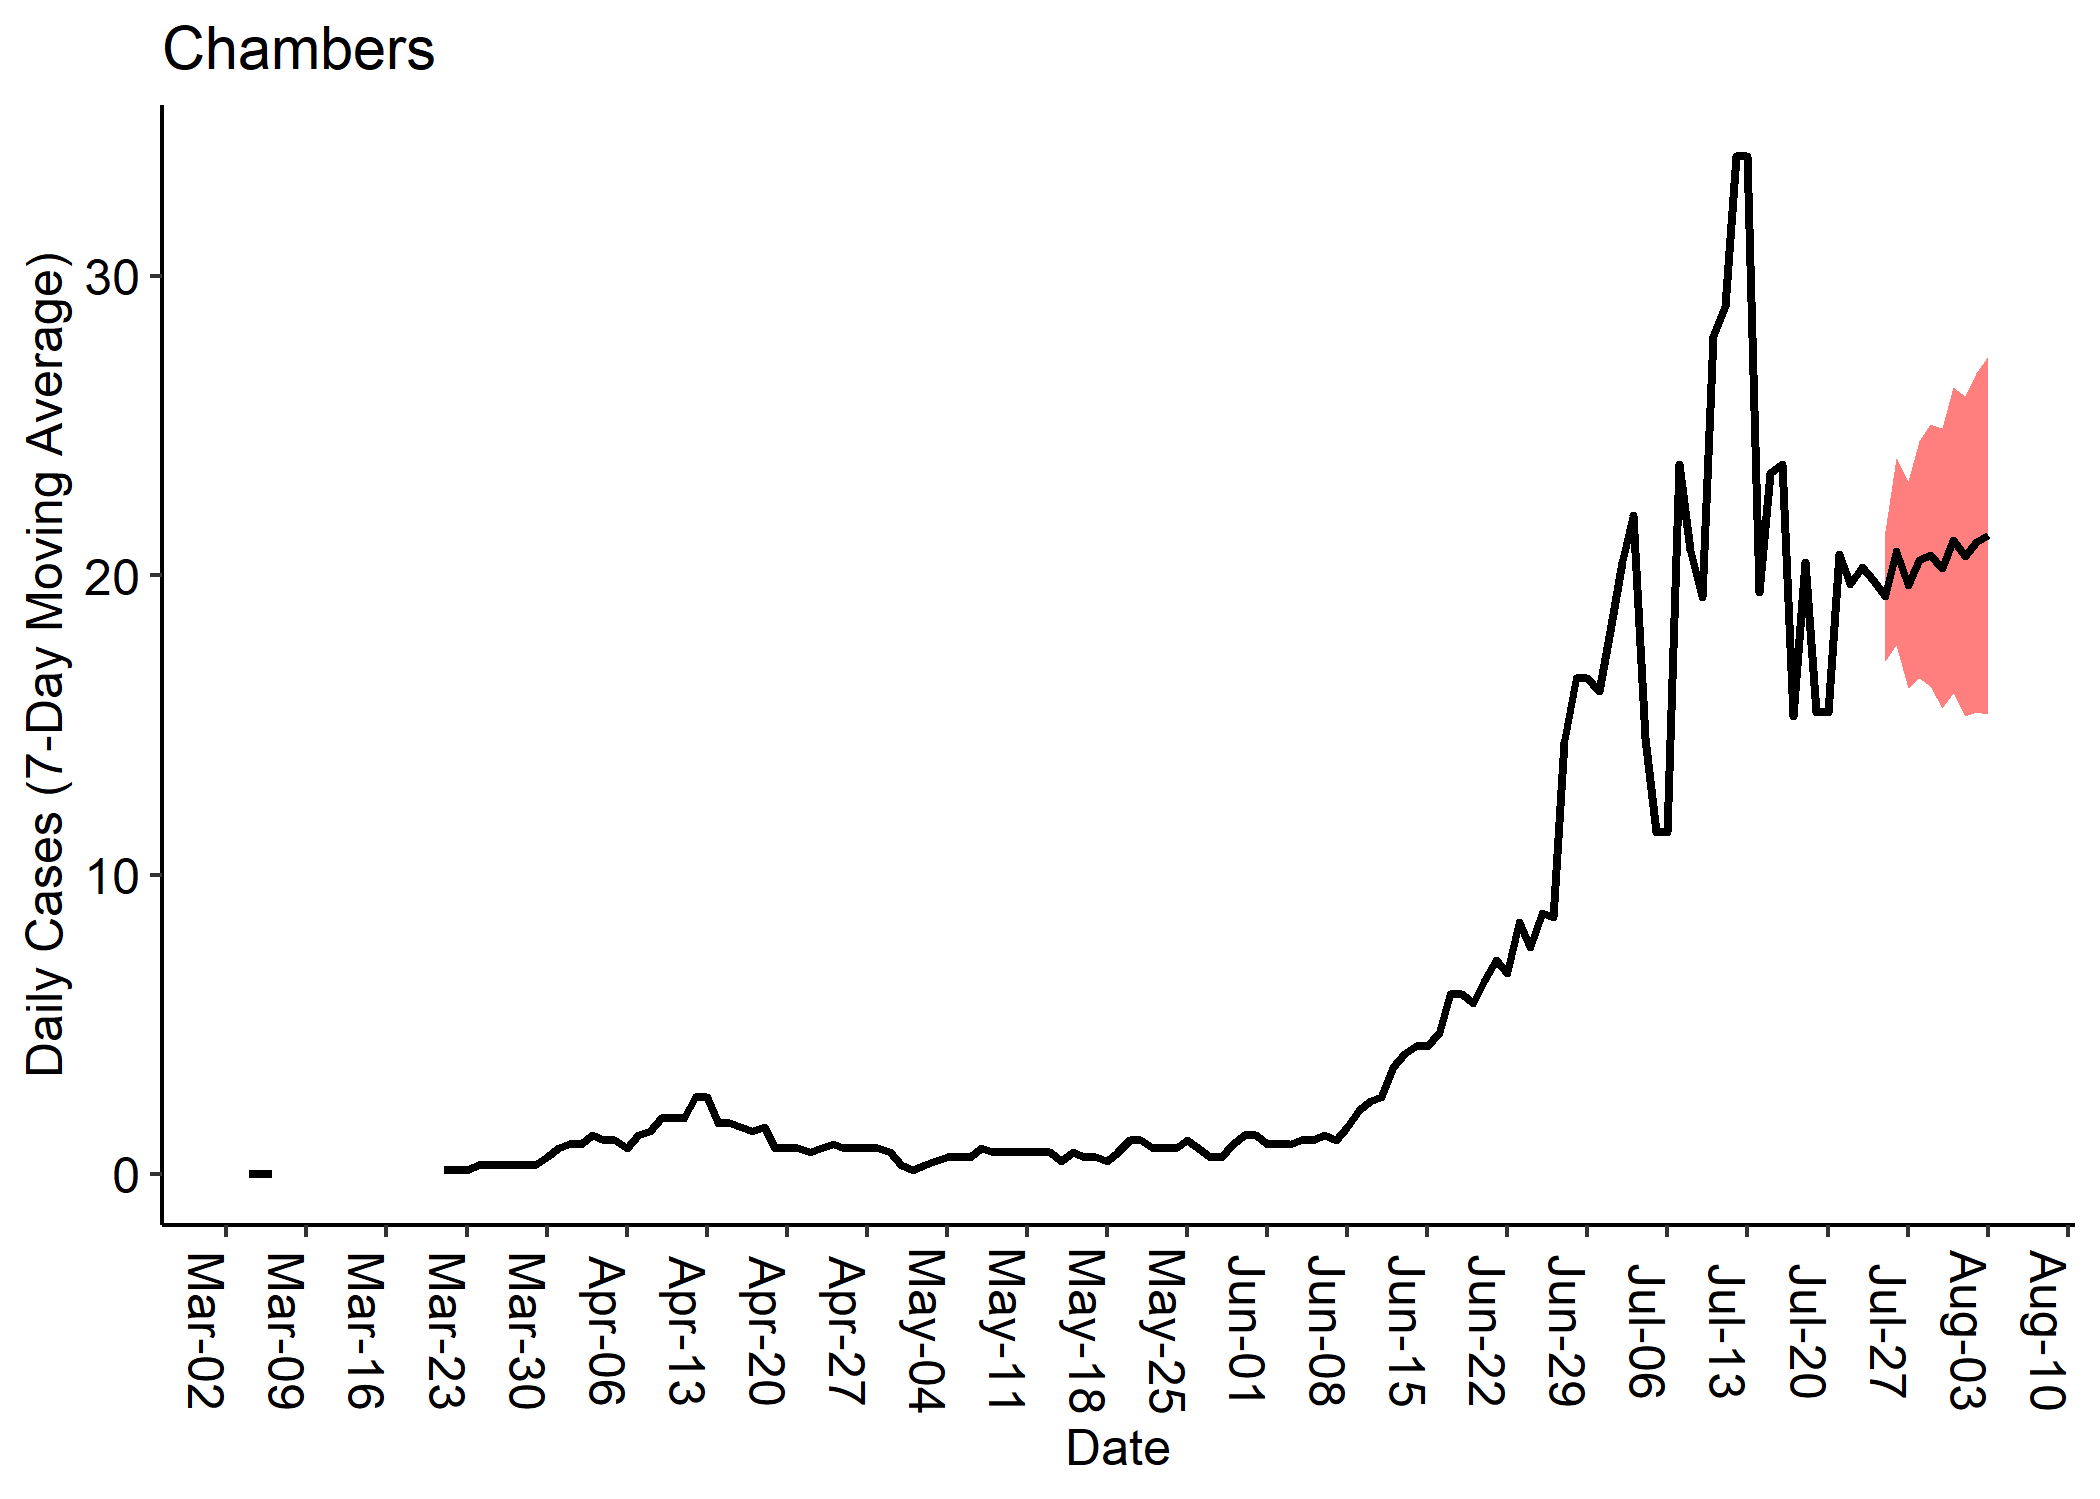 Chambers
Daily Cases (7-Day Moving Average)
30
20
10
0
Mar-02
Mar-09
Mar-16
Mar-23
Mar-30
Apr-06
Apr-13
Apr-20
Apr-27
May-04
May-11
May-18
May-25
Jun-01
Jun-08
Jun-15
Jun-22
Jun-29
Jul-06
Jul-13
Jul-20
Jul-27
Aug-03
Aug-10
Date